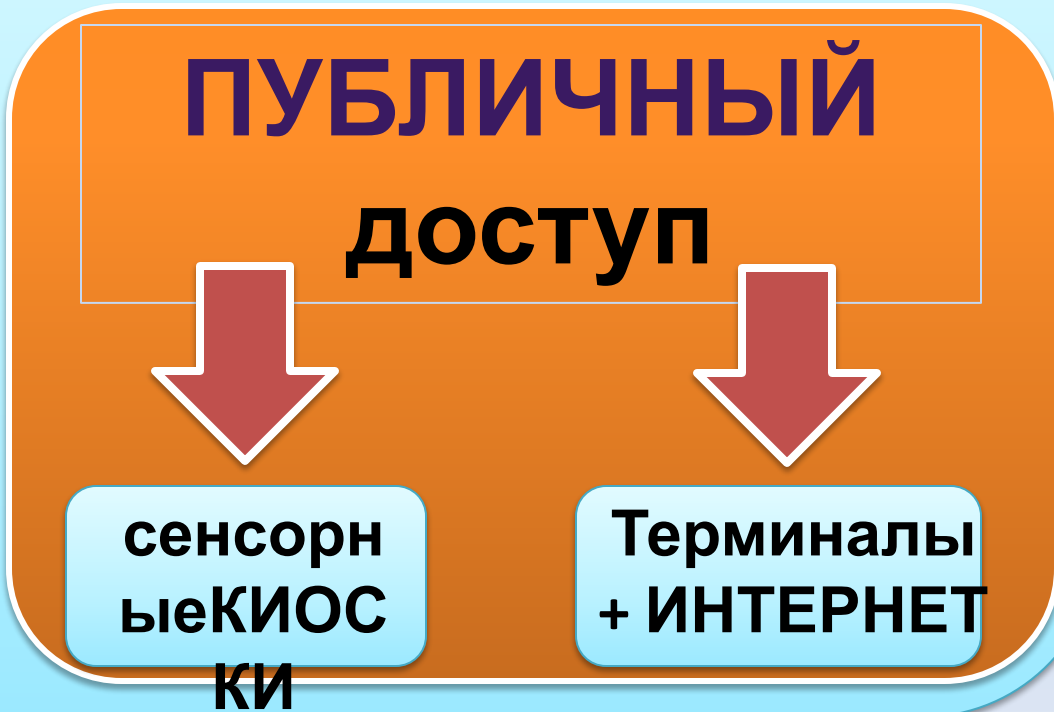 ПУБЛИЧНЫЙ
доступ
сенсорн
ыеКИОС
КИ
Терминалы
+ ИНТЕРНЕТ